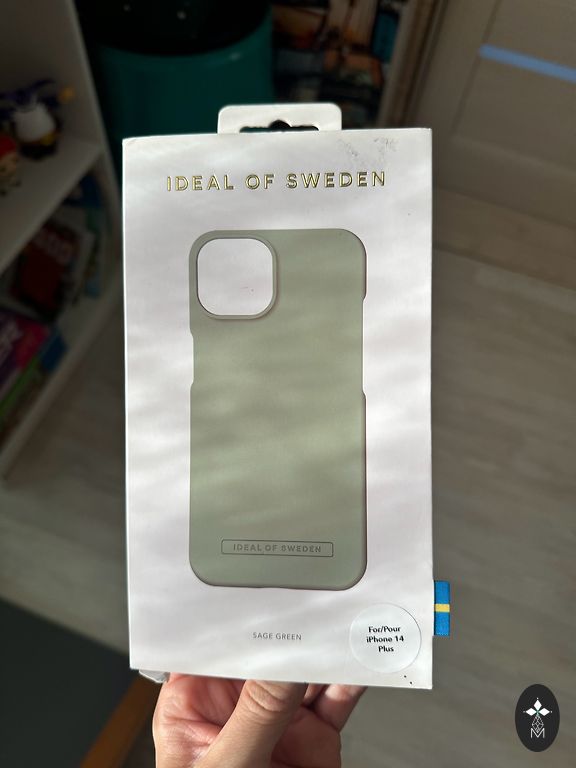 IDEAL OF SWEDEN
IDEAL OF SWEDEN
SAGE GREEN
For/Pour
iPhone 14
Plus
M